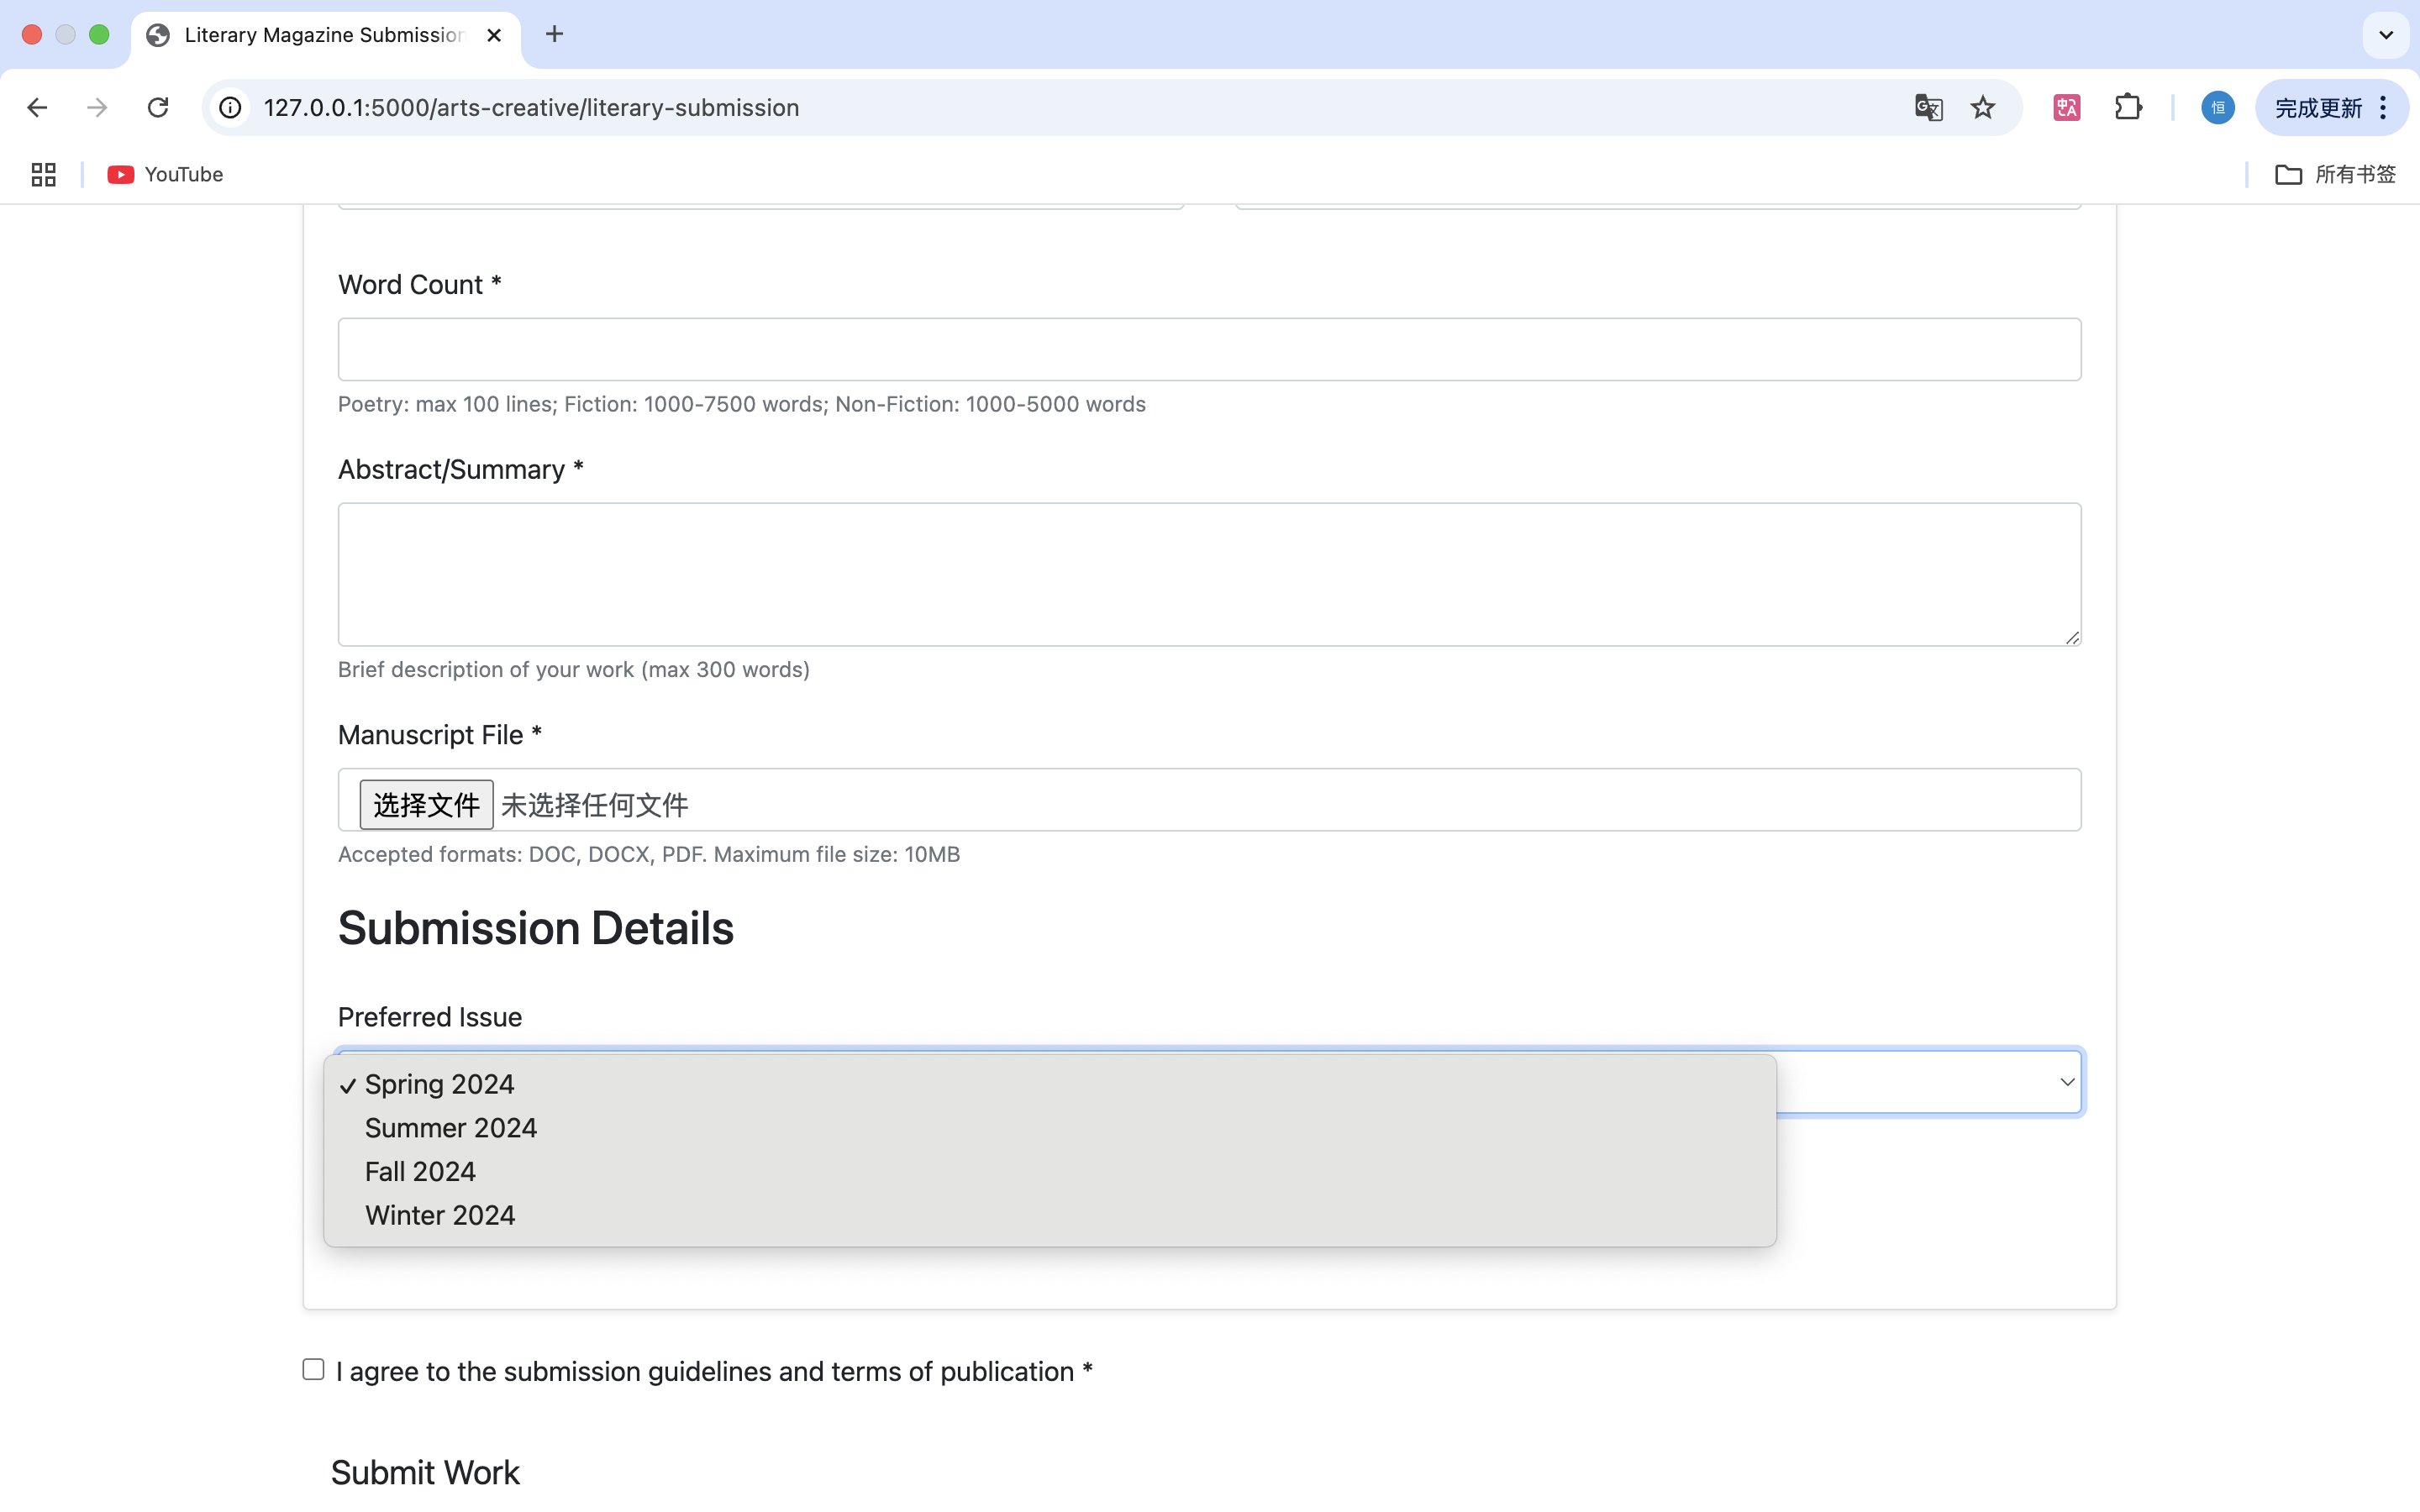 Literary Magazine Submission
127.0.0.1:5000/arts-creative/literary-submission
恒
完成更新
YouTube
所有书签
Word Count *
Poetry: max 100 lines; Fiction: 1000-7500 words; Non-Fiction: 1000-5000 words
Abstract/Summary *
Brief description of your work (max 300 words)
Manuscript File *
选择文件 未选择任何文件
Accepted formats: DOC, DOCX, PDF. Maximum file size: 10MB
Submission Details
Preferred Issue
✓ Spring 2024
Summer 2024
Fall 2024
Winter 2024
I agree to the submission guidelines and terms of publication *
Submit Work